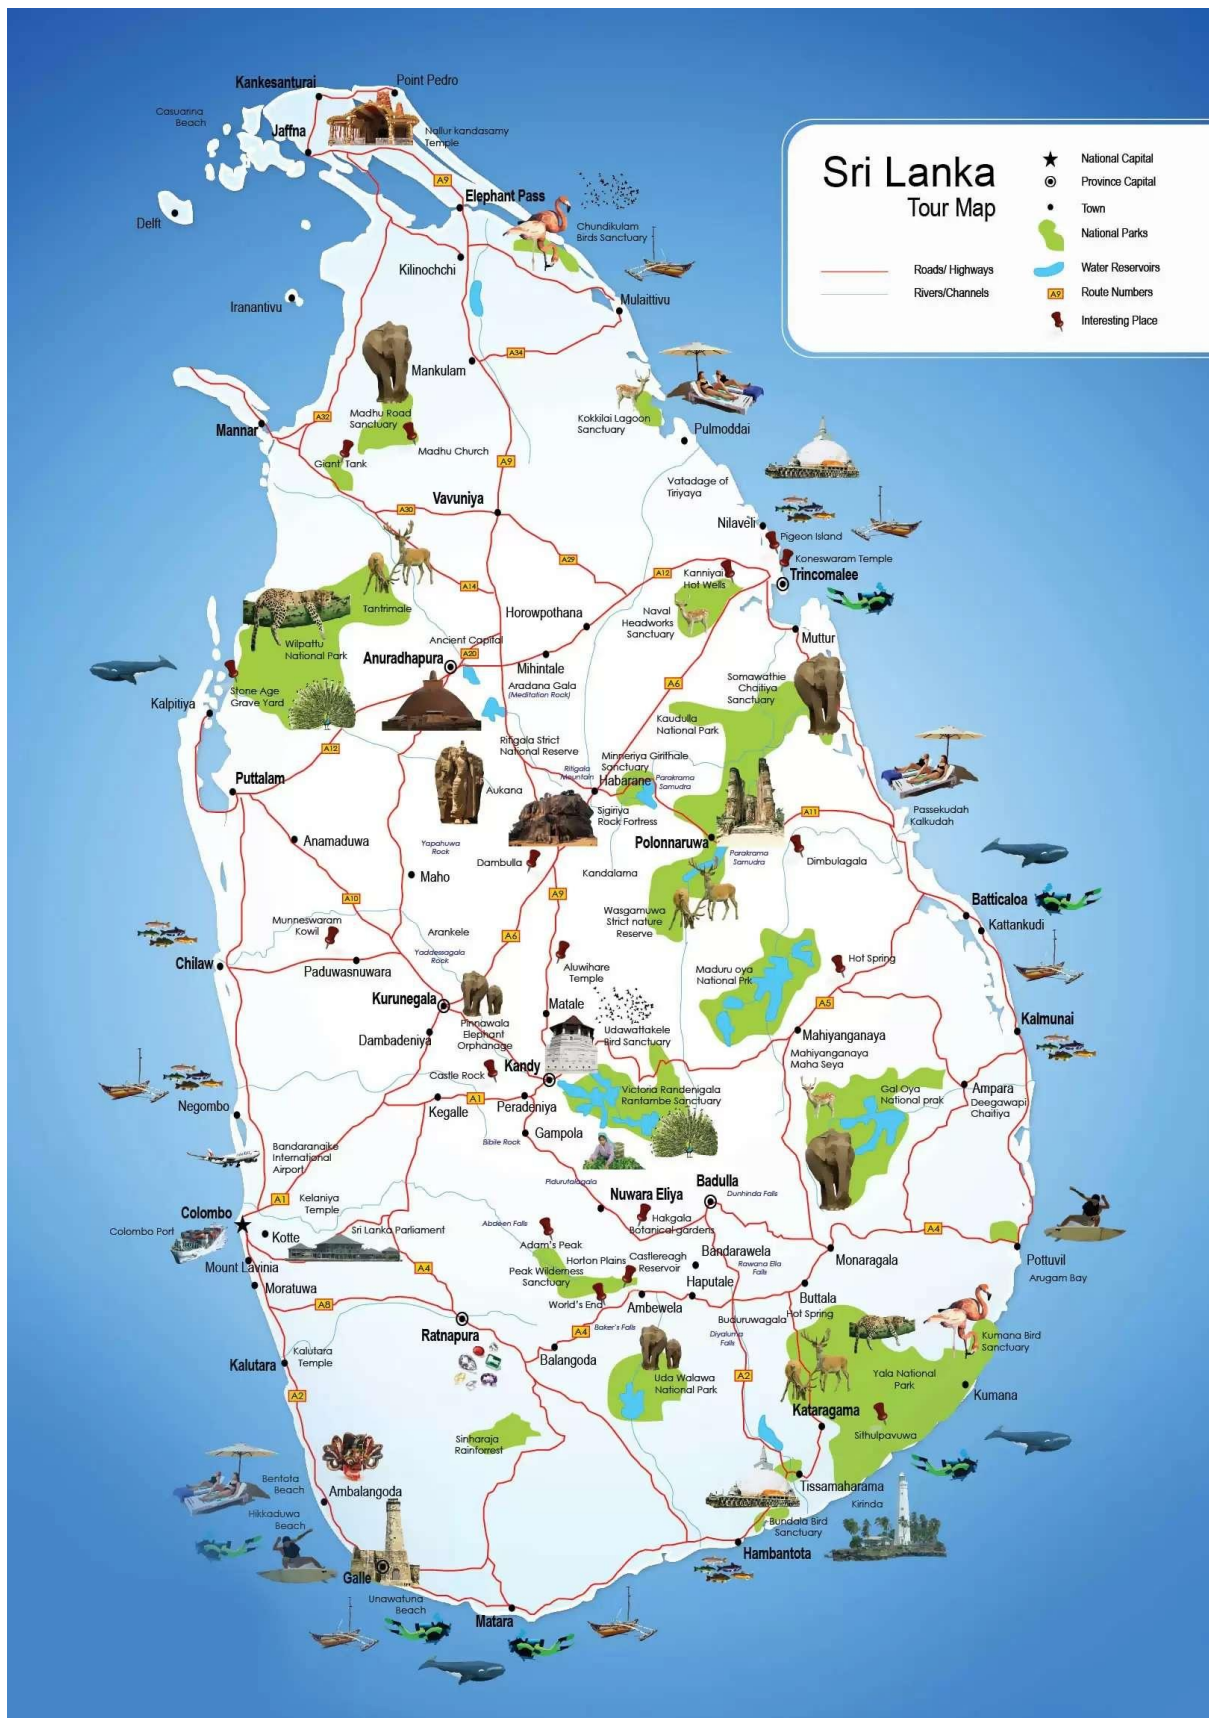 Kankesanturai
Point Pedro
Casuarina
Beach
Jaffna
Nallur kandasamy
Temple
Sri Lanka
Tour Map
National Capital
Province Capital
Town
National Parks
Roads/ Highways
Water Reservoirs
Rivers/Channels
A9
Route Numbers
Interesting Place
A9
Elephant Pass
Delft
Chundikulam
Birds Sanctuary
Kilinochchi
Iranantivu
Mulaittivu
A34
Mankulam
Madhu Road
Sanctuary
A32
Mannar
Kokkilai Lagoon
Sanctuary
Pulmoddai
Madhu Church
Giant Tank
A9
Vatadage of
Tiriyaya
Vavuniya
A30
Nilaveli
Pigeon Island
Koneswaram Temple
A29
A12
Kanniyai
Hot Wells
Trincomalee
A14
Tantrimale
Horowpothana
Naval
Headworks
Sanctuary
Muttur
Wilpattu
National Park
Ancient Capital
A20
Anuradhapura
Mihintale
Aradana Gala
(Meditation Rock)
A6
Somawathie
Chaitiya
Sanctuary
Stone Age
Grave Yard
Kalpitiya
Kaudulla
National Park
A12
Ritigala Strict
National Reserve
Minneriya Girithale
Sanctuary
Ritigala
Mountain
Habarane
Parakrama
Samudra
Puttalam
Aukana
Sigiriya
Rock Fortress
A11
Passekudah
Kalkudah
Anamaduwa
Yapahuwa
Rock
Polonnaruwa
Parakrama
Samudra
Dambulla
Dimbulagala
Maho
Kandalama
A10
A9
Batticaloa
Kattankudi
Munneswaram
Kowil
Arankele
A6
Wasgamuwa
Strict nature
Reserve
Yaddessagala
Rock
Chilaw
Paduwasnuwara
Aluwihare
Temple
Maduru oya
National Prk
Hot Spring
Kurunegala
Matale
A5
Kalmunai
Pinnawala
Elephant
Orphanage
Udawattakele
Bird Sanctuary
Dambadeniya
Mahiyanganaya
Mahiyanganaya
Maha Seya
Castle Rock
Kandy
Victoria Randenigala
Rantambe Sanctuary
Gal Oya
National prak
Ampara
Deegawapi
Chaitiya
Negombo
Kegalle
A1
Peradeniya
Gampola
Bibile Rock
Bandaranaike
International
Airport
Pidurutalagala
Badulla
A1
Kelaniya
Temple
Nuwara Eliya
Dunhinda Falls
Colombo
Colombo Port
Kotte
Sri Lanka Parliament
Abdeen Falls
Hakgala
Botanical gardens
A4
Adam's Peak
Mount Lavinia
A4
Horton Plains
Castlereagh
Reservoir
Bandarawela
Rawana Ella
Falls
Monaragala
Pottuvil
Arugam Bay
Peak Wilderness
Sanctuary
Moratuwa
Haputale
Buttala
A8
World's End
Ambewela
Hot Spring
Buduruwagala
Ratnapura
A4
Baker's Falls
Diyaluma
Falls
Kumana Bird
Sanctuary
Kalutara
Kalutara
Temple
Balangoda
Uda Walawa
National Park
A2
Yala National
Park
Kumana
A2
Kataragama
Sithulpavuwa
Sinharaja
Rainforrest
Bentota
Beach
Ambalangoda
Tissamaharama
Kirinda
Hikkaduwa
Beach
Bundala Bird
Sanctuary
Hambantota
Galle
Unawatuna
Beach
Matara